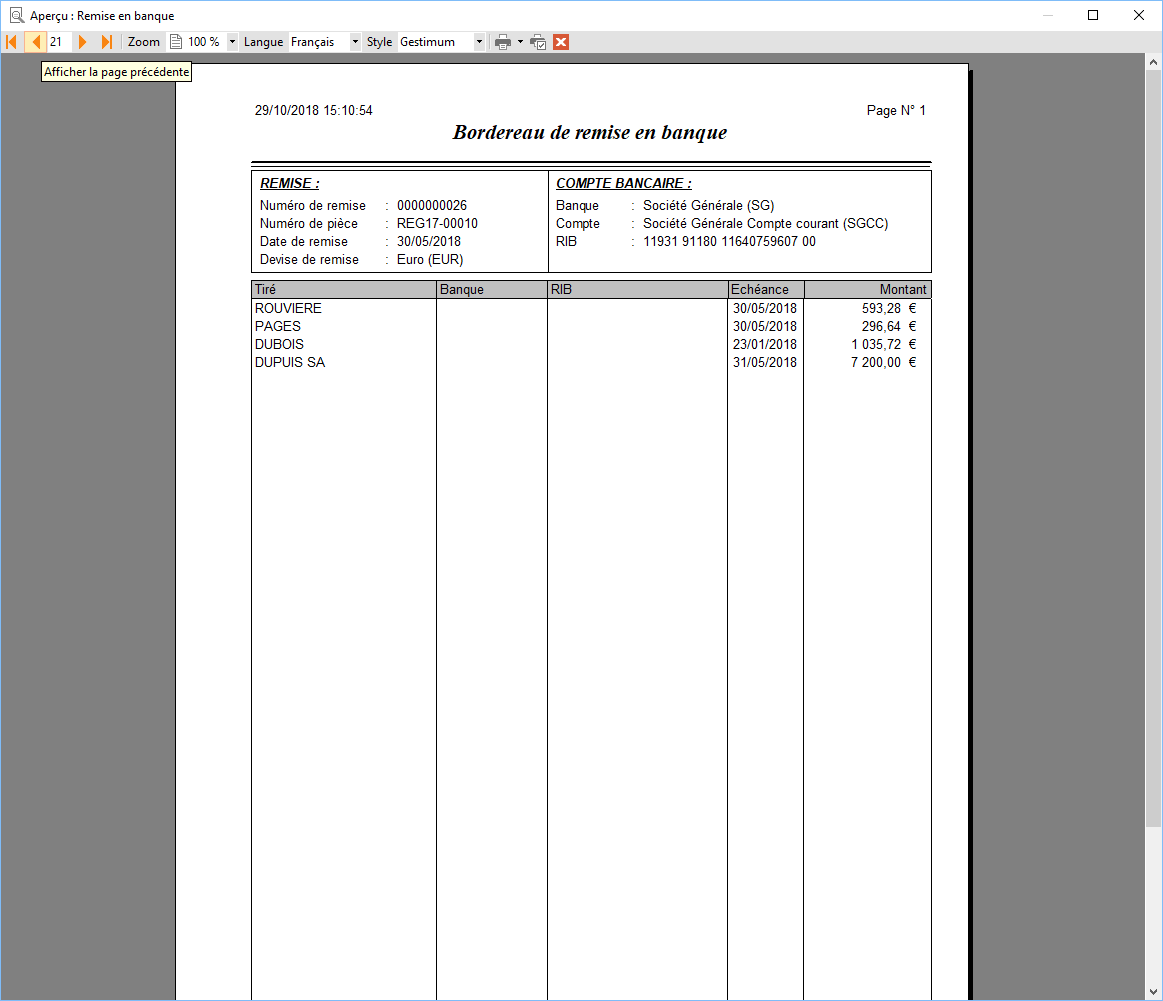 Aperçu : Remise en banque
21 Zoom 100 % Langue Français Style Gestimum
Afficher la page précédente
29/10/2018 15:10:54 Page N° 1
Bordereau de remise en banque
REMISE : COMPTE BANCAIRE :
Numéro de remise : 0000000026 Banque : Société Générale (SG)
Numéro de pièce : REG17-00010 Compte : Société Générale Compte courant (SGCC)
Date de remise : 30/05/2018 RIB : 11931 91180 11640759607 00
Devise de remise : Euro (EUR)
Tiré Banque RIB Echéance Montant
ROUVIERE 30/05/2018 593,28 €
PAGES 30/05/2018 296,64 €
DUBOIS 23/01/2018 1 035,72 €
DUPUIS SA 31/05/2018 7 200,00 €